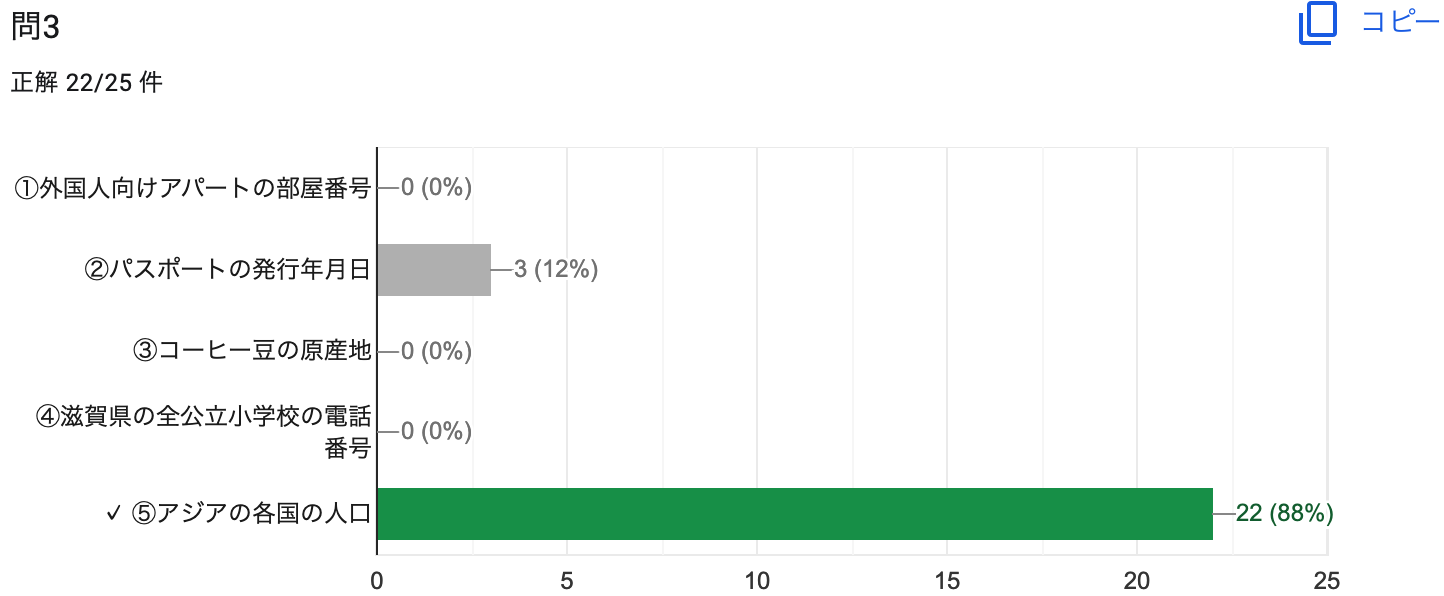 問3
コピー
正解 22/25 件
①外国人向けアパートの部屋番号
0 (0%)
②パスポートの発行年月日
3 (12%)
③コーヒー豆の原産地
0 (0%)
④滋賀県の全公立小学校の電話
番号
0 (0%)
✓ ⑤アジアの各国の人口
22 (88%)
0 5 10 15 20 25